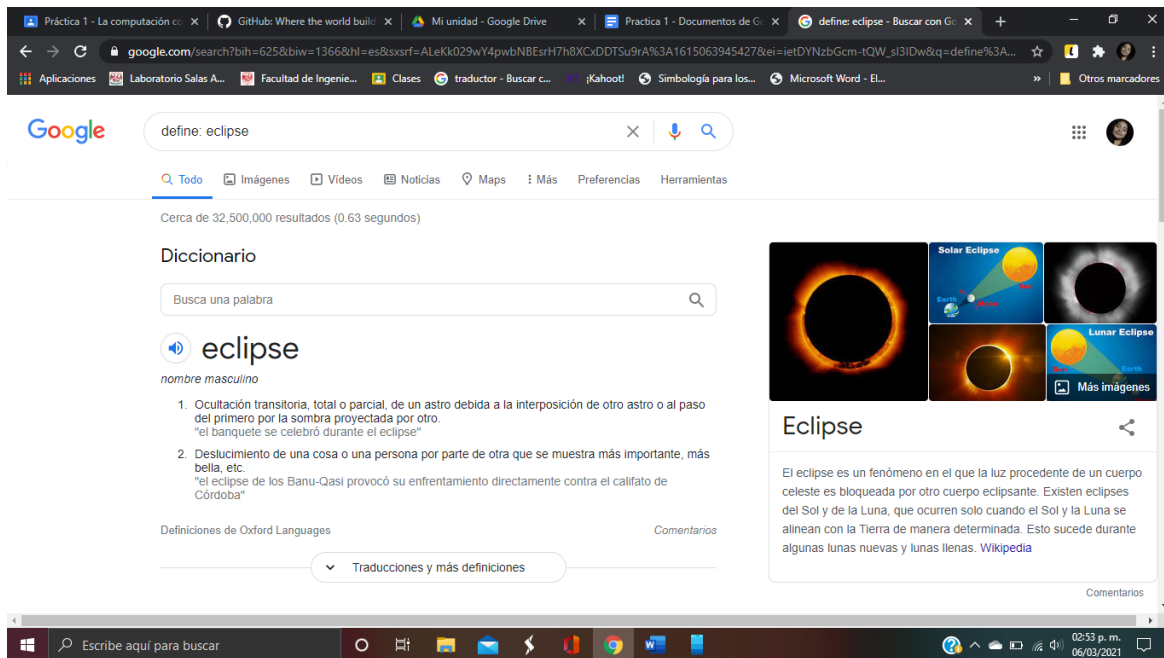 Práctica 1 - La computación co
GitHub: Where the world build
Mi unidad - Google Drive
Practica 1 - Documentos de Go
define: eclipse - Buscar con Go
google.com/search?bih=625&biw=1366&hl=es&sxsrf=ALeKk029wY4pwbNBEsrH7h8XCxDDTSu9rA%3A1615063945427&ei=ietDYNzbGcm-tQW_sI3IDw&q=define%3A...
Aplicaciones
Laboratorio Salas A...
Facultad de Ingenie...
Clases
traductor - Buscar c...
¡Kahoot!
Simbología para los...
Microsoft Word - El...
»
Otros marcadores
Google
define: eclipse
Todo
Imágenes
Vídeos
Noticias
Maps
Más
Preferencias
Herramientas
Cerca de 32,500,000 resultados (0.63 segundos)
Diccionario
Busca una palabra
eclipse
nombre masculino
1. Ocultación transitoria, total o parcial, de un astro debida a la interposición de otro astro o al paso
del primero por la sombra proyectada por otro.
"el banquete se celebró durante el eclipse"
2. Deslucimiento de una cosa o una persona por parte de otra que se muestra más importante, más
bella, etc.
"el eclipse de los Banu-Qasi provocó su enfrentamiento directamente contra el califato de
Córdoba"
Definiciones de Oxford Languages
Comentarios
Traducciones y más definiciones
Solar Eclipse
Earth
Lunar Eclipse
Earth
Más imágenes
Eclipse
El eclipse es un fenómeno en el que la luz procedente de un cuerpo
celeste es bloqueada por otro cuerpo eclipsante. Existen eclipses
del Sol y de la Luna, que ocurren solo cuando el Sol y la Luna se
alinean con la Tierra de manera determinada. Esto sucede durante
algunas lunas nuevas y lunas llenas. Wikipedia
Comentarios
Escribe aquí para buscar
02:53 p. m.
06/03/2021